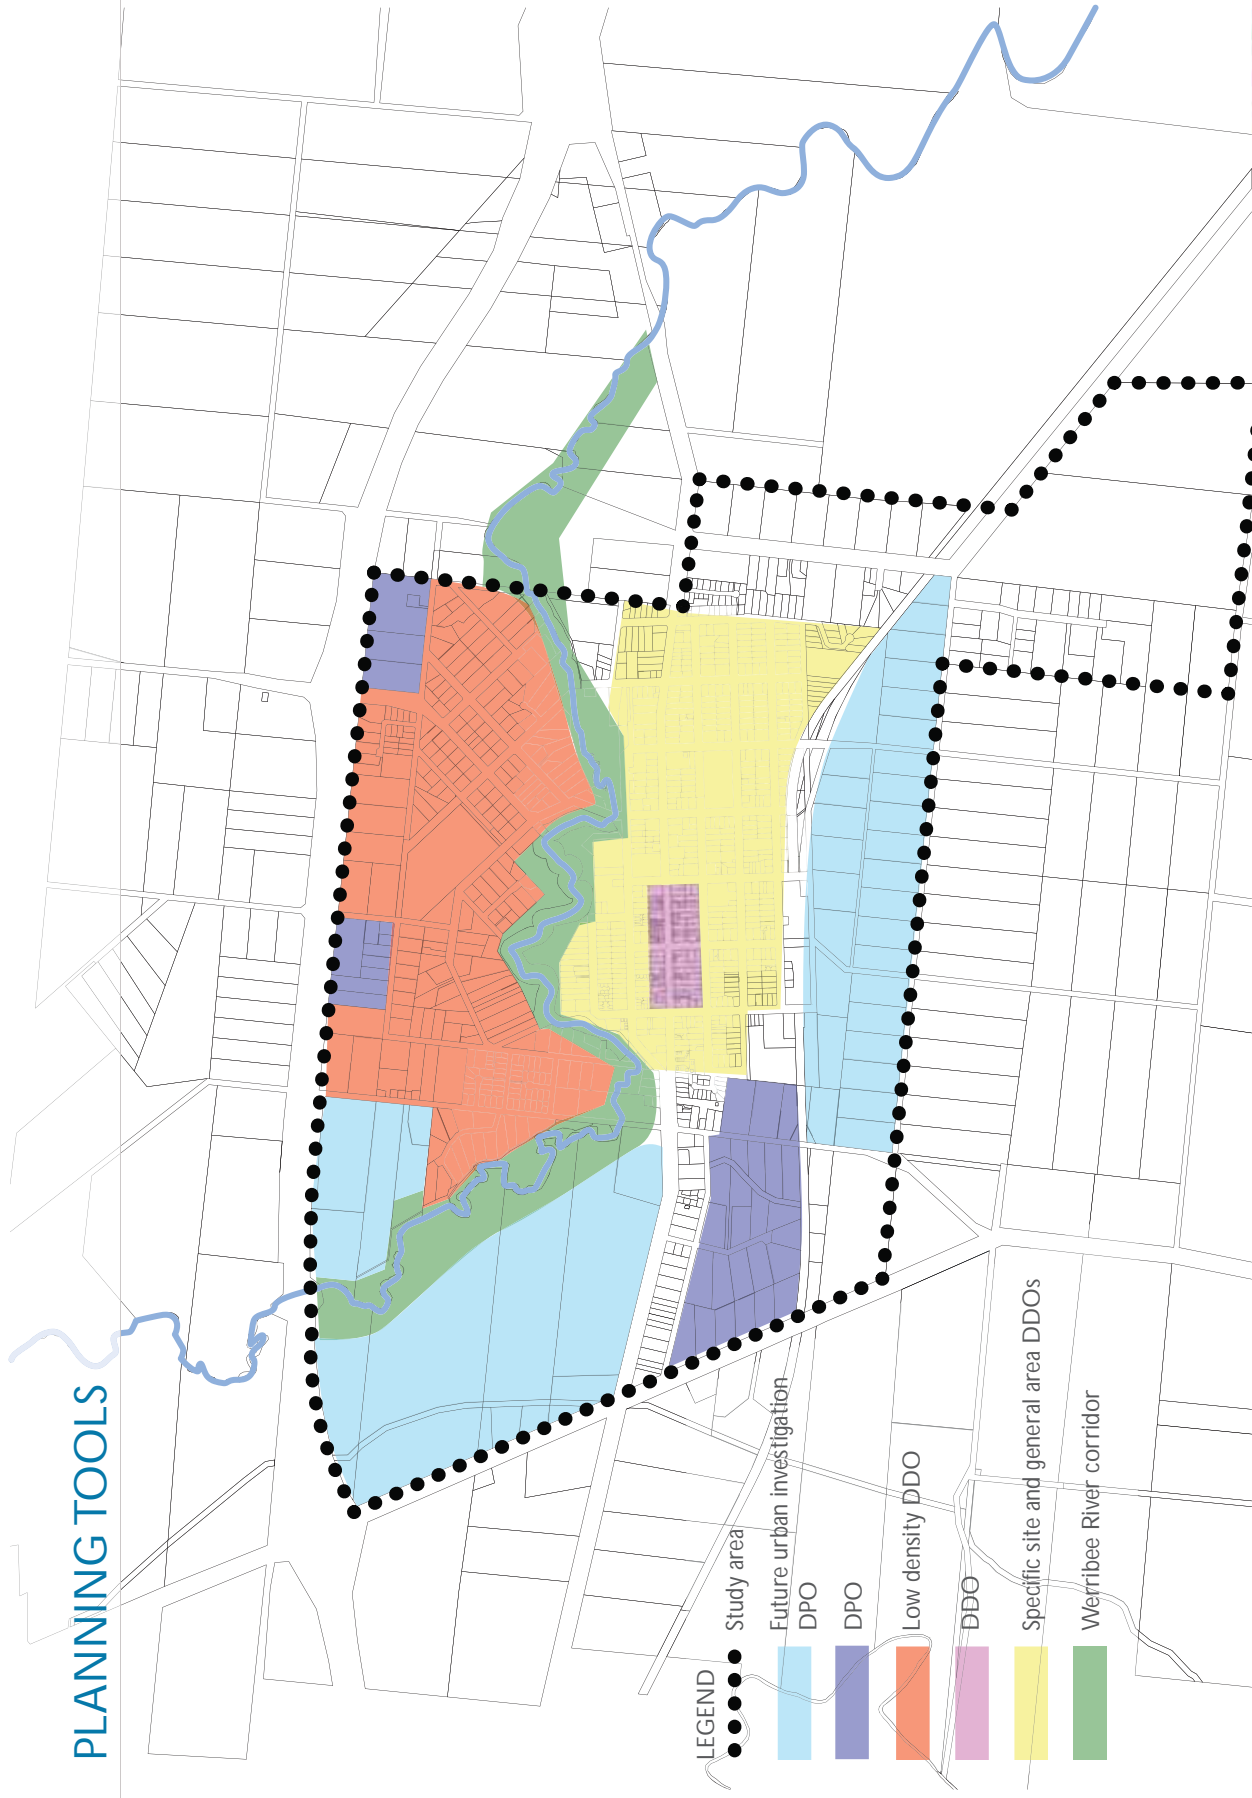 PLANNING TOOLS
LEGEND
Study area
Future urban investigation
DPO
DPO
Low density DDO
DDO
Specific site and general area DDOs
Werribee River corridor